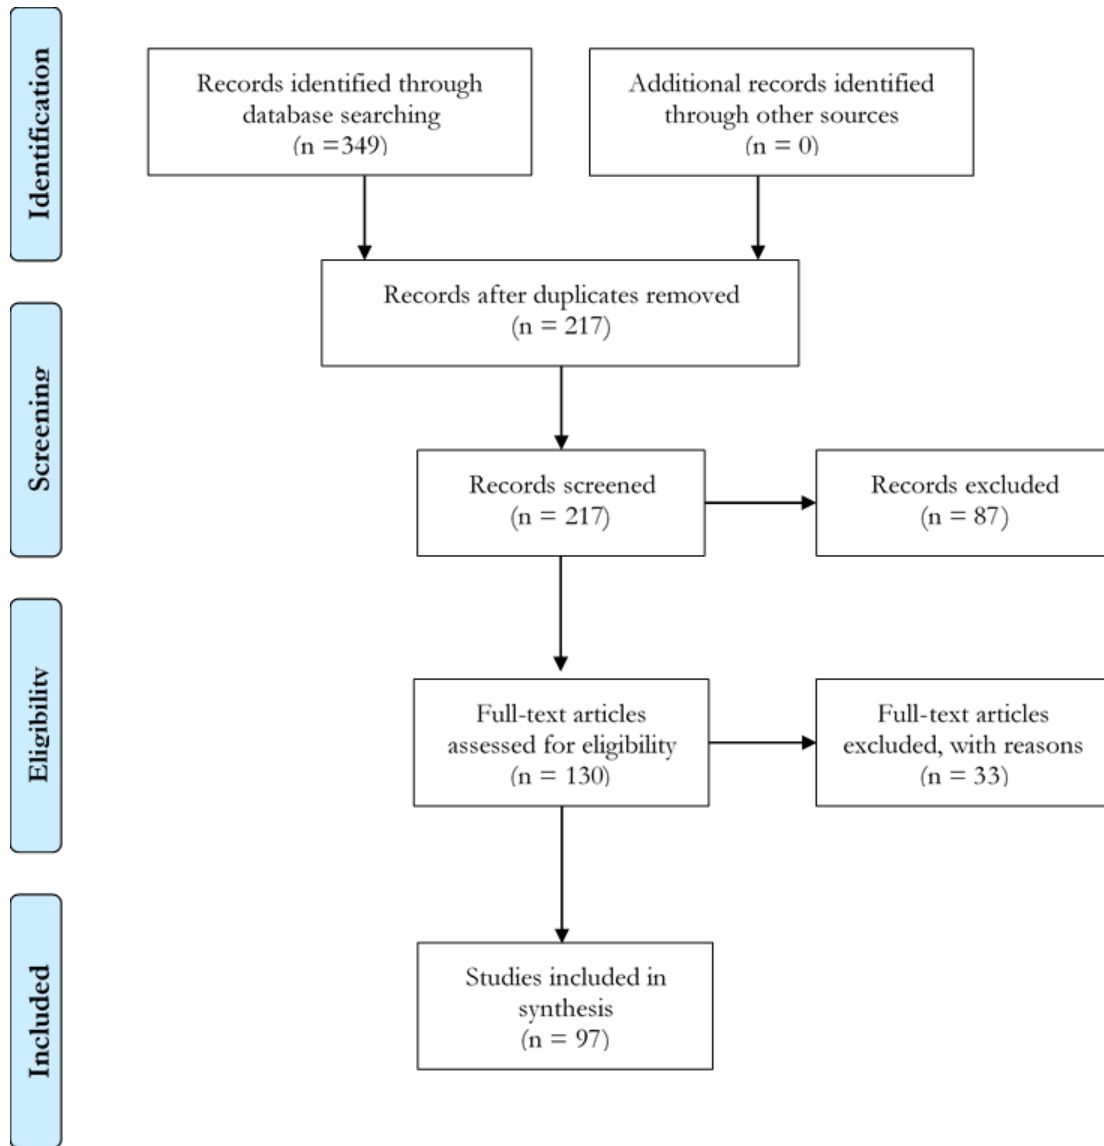 Identification
Records identified through
database searching
(n =349)
Additional records identified
through other sources
(n = 0)
Records after duplicates removed
(n = 217)
Screening
Records screened
(n = 217)
Records excluded
(n = 87)
Eligibility
Full-text articles
assessed for eligibility
(n = 130)
Full-text articles
excluded, with reasons
(n = 33)
Included
Studies included in
synthesis
(n = 97)